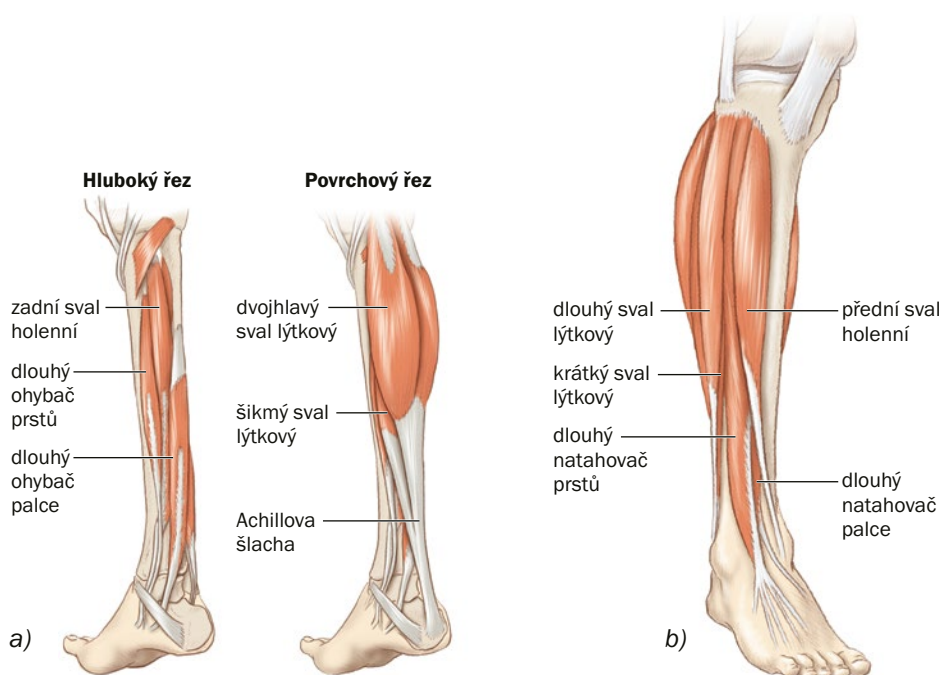 Hluboký řez
zadní sval
holenní
dlouhý
ohybač
prstů
dlouhý
ohybač
palce
a)
Povrchový řez
dvojhlavý
sval lýtkový
šikmý sval
lýtkový
Achillova
šlacha
dlouhý sval
lýtkový
krátký sval
lýtkový
dlouhý
natahovač
prstů
přední sval
holenní
dlouhý
natahovač
palce
b)